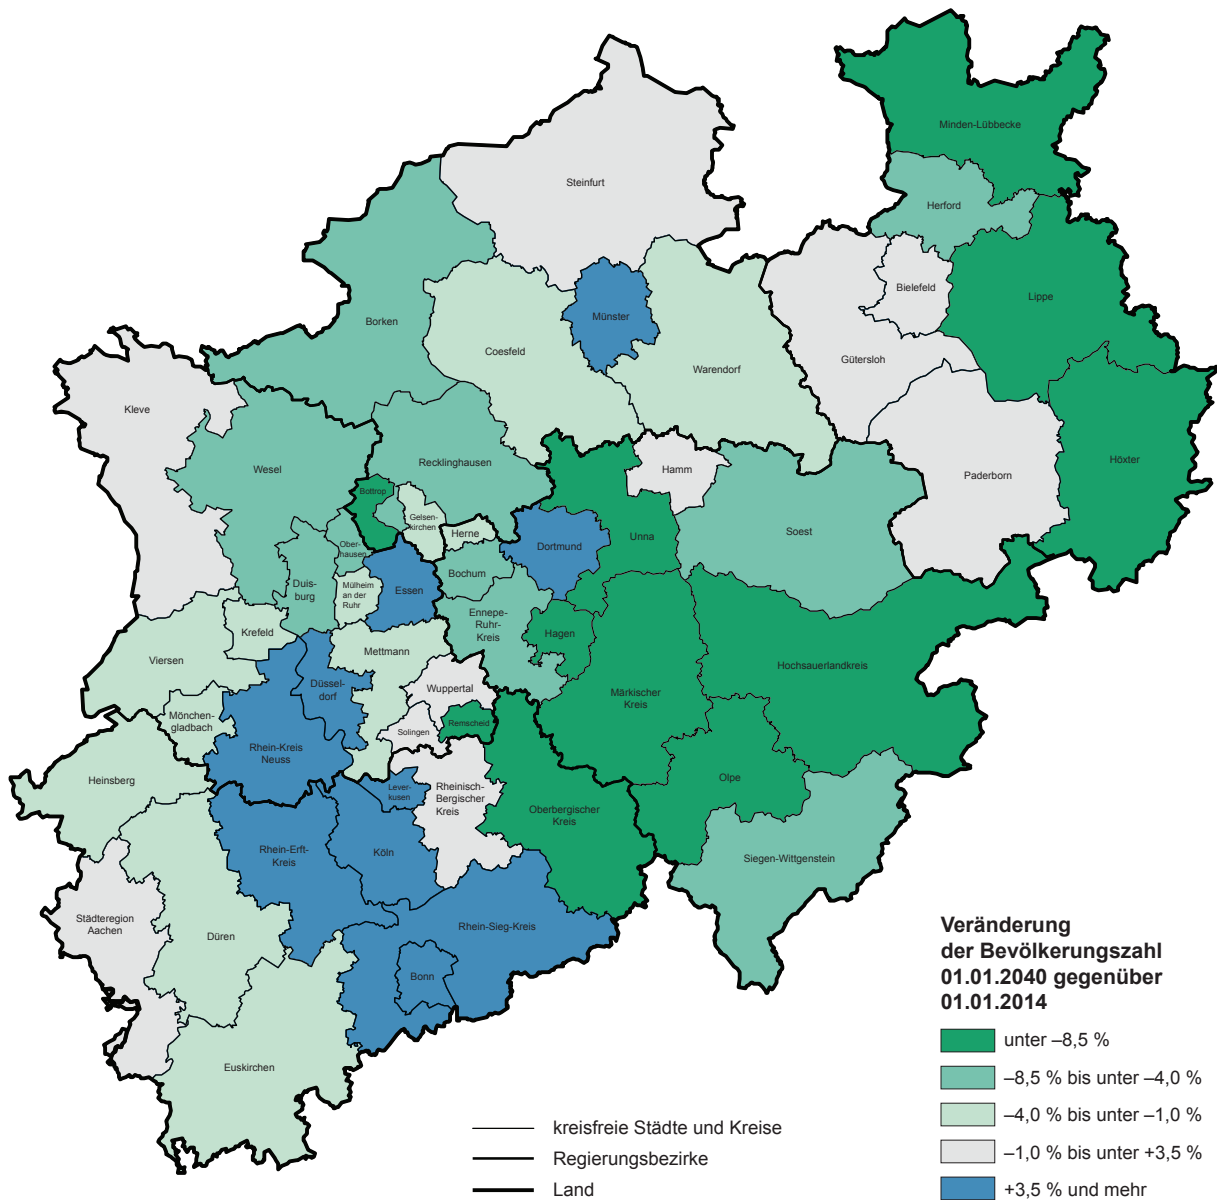 Minden-Lübbecke
Steinfurt
Herford
Bielefeld
Lippe
Münster
Borken
Coesfeld
Gütersloh
Warendorf
Kleve
Höxter
Wesel
Recklinghausen
Hamm
Paderborn
Bottrop
Gelsen-
kirchen
Herne
Dortmund
Unna
Soest
Ober-
hausen
Duis-
burg
Mülheim
an der
Ruhr
Essen
Bochum
Ennepe-
Ruhr-
Kreis
Hagen
Krefeld
Viersen
Mettmann
Hochsauerlandkreis
Düssel-
dorf
Wuppertal
Märkischer
Kreis
Mönchen-
gladbach
Solingen
Remscheid
Rhein-Kreis
Neuss
Heinsberg
Lever-
kusen
Rheinisch-
Bergischer
Kreis
Olpe
Oberbergischer
Kreis
Rhein-Erft-
Kreis
Köln
Siegen-Wittgenstein
Städteregion
Aachen
Düren
Rhein-Sieg-Kreis
Bonn
Euskirchen
Veränderung
der Bevölkerungszahl
01.01.2040 gegenüber
01.01.2014
unter –8,5 %
–8,5 % bis unter –4,0 %
–4,0 % bis unter –1,0 %
–1,0 % bis unter +3,5 %
+3,5 % und mehr
kreisfreie Städte und Kreise
Regierungsbezirke
Land